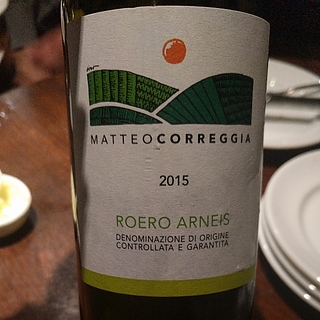 MATTEOCORREGGIA
2015
ROERO ARNEIS
DENOMINAZIONE DI ORIGINE
CONTROLLATA E GARANTITA